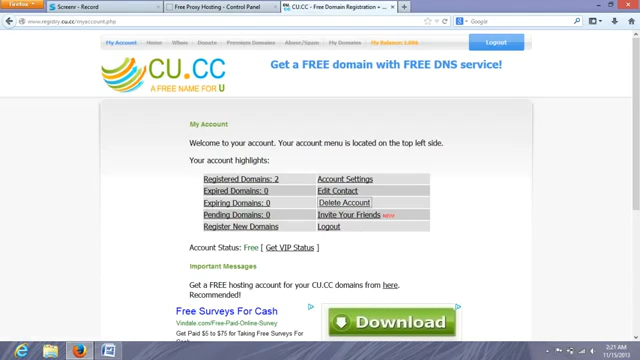 Firefox
Screenr - Record
Free Proxy Hosting - Control Panel
CU.CC - Free Domain Registration + ...
www.registry.cu.cc/myaccount.php
Google
My Account Home Whois Donate Premium Domains Abuse/Spam My Domains
Logout
CU.CC
A FREE NAME FOR U
Get a FREE domain with FREE DNS service!
My Account
Welcome to your account. Your account menu is located on the top left side.
Your account highlights:
Registered Domains: 2 Account Settings
Expired Domains: 0 Edit Contact
Expiring Domains: 0 Delete Account
Pending Domains: 0 Invite Your Friends NEW
Register New Domains Logout
Account Status: Free [ Get VIP Status ]
Important Messages
Get a FREE hosting account for your CU.CC domains from here.
Recommended!
Free Surveys For Cash
Vindale.com/Free-Paid-Online-Survey
Get Paid $5 to $75 for Taking Free Surveys For
Download
2:21 AM
11/15/2013